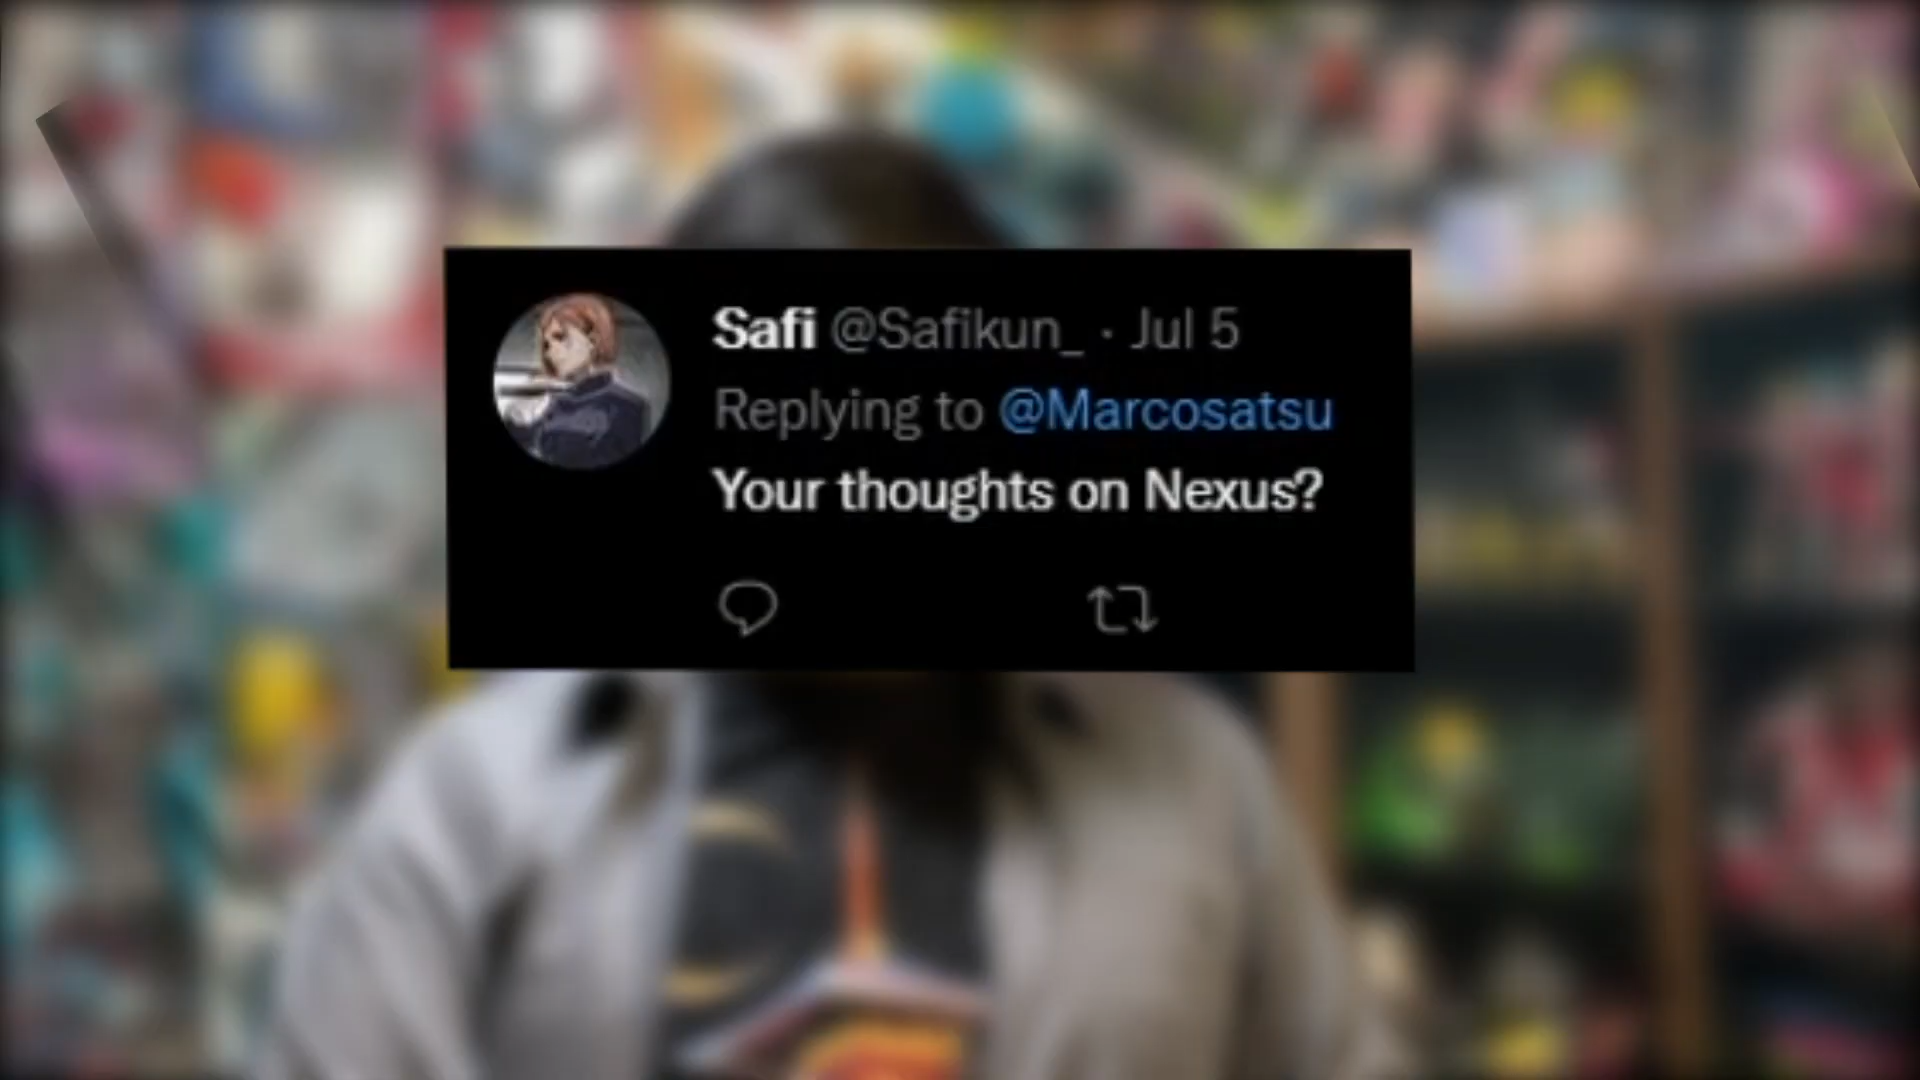 Safi @Safikun_ · Jul 5
Replying to @Marcosatsu
Your thoughts on Nexus?